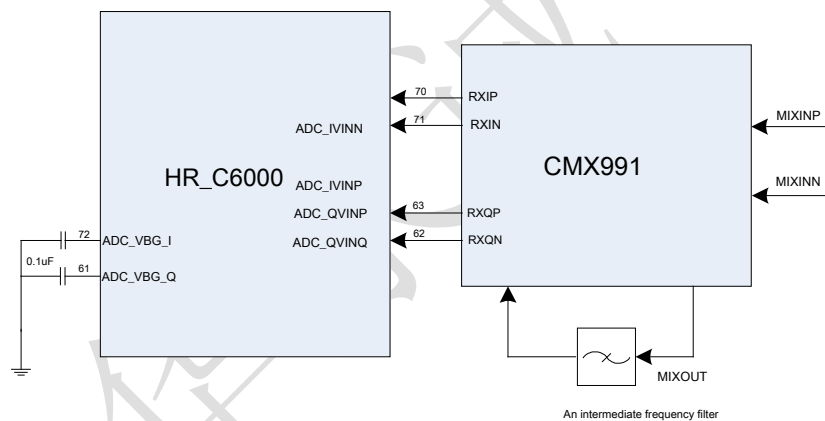 HR_C6000
CMX991
70
RXIP
ADC_IVINN
71
RXIN
ADC_IVINP
ADC_QVINP
63
RXQP
ADC_QVINQ
62
RXQN
MIXINP
MIXINN
72
ADC_VBG_I
0.1uF
61
ADC_VBG_Q
MIXOUT
An intermediate frequency filter